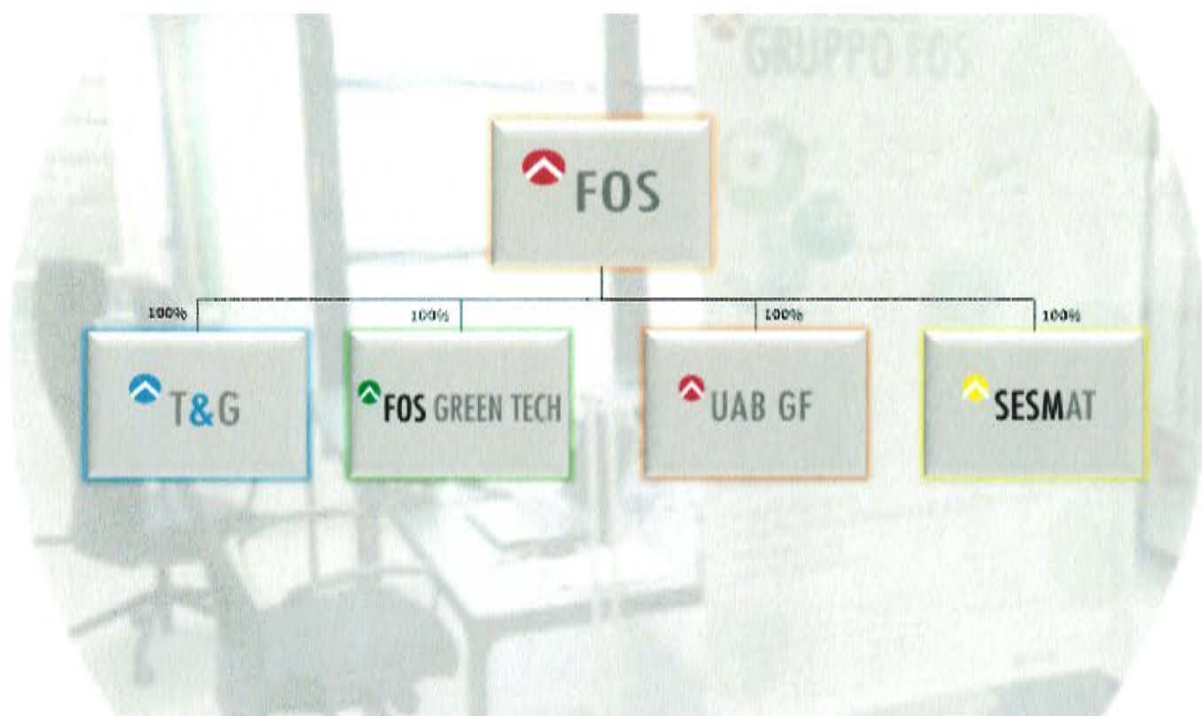 GRUPPO FOS
FOS
100%
100%
100%
100%
T&G
FOS GREEN TECH
UAB GF
SESMAT